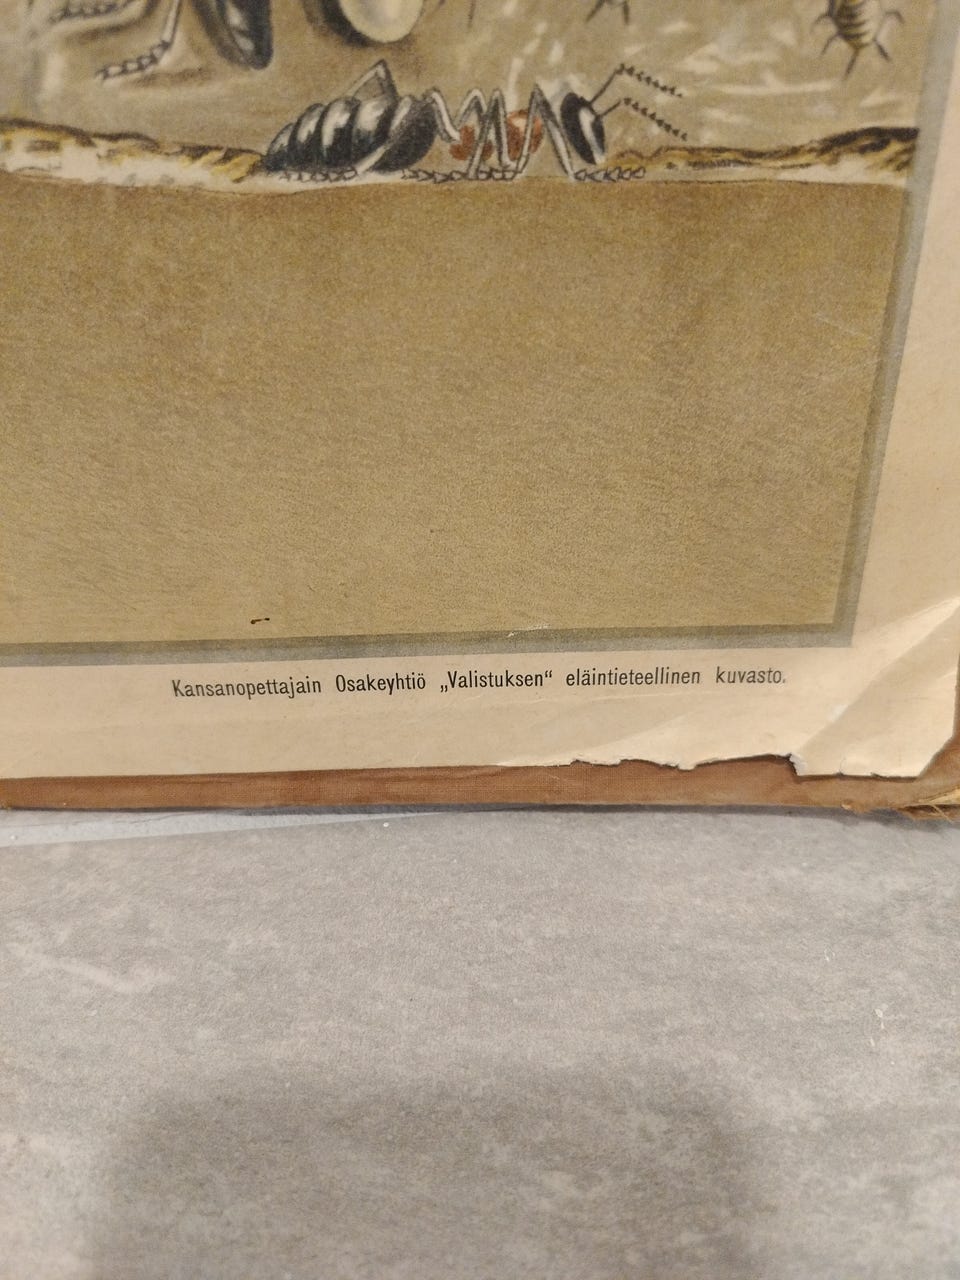 Kansanopettajain Osakeyhtiö „Valistuksen“ eläintieteellinen kuvasto.